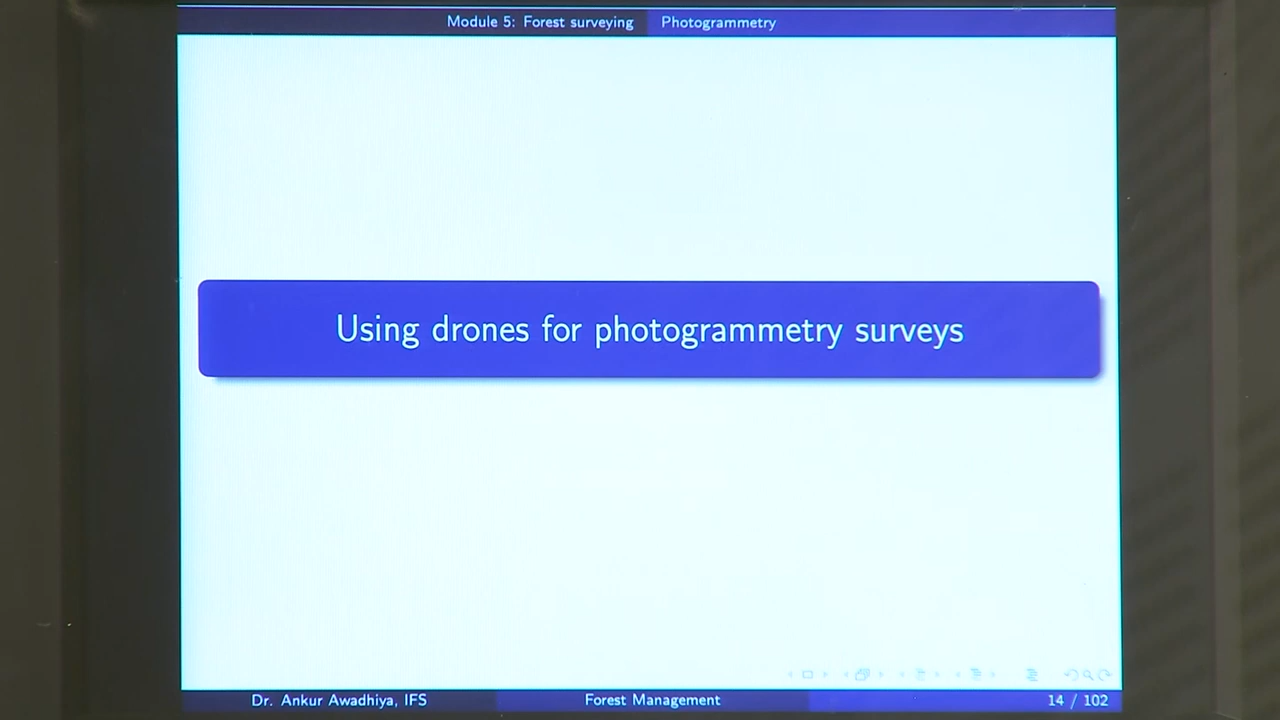 Module 5: Forest surveying Photogrammetry
Using drones for photogrammetry surveys
Dr. Ankur Awadhiya, IFS Forest Management 14 / 102